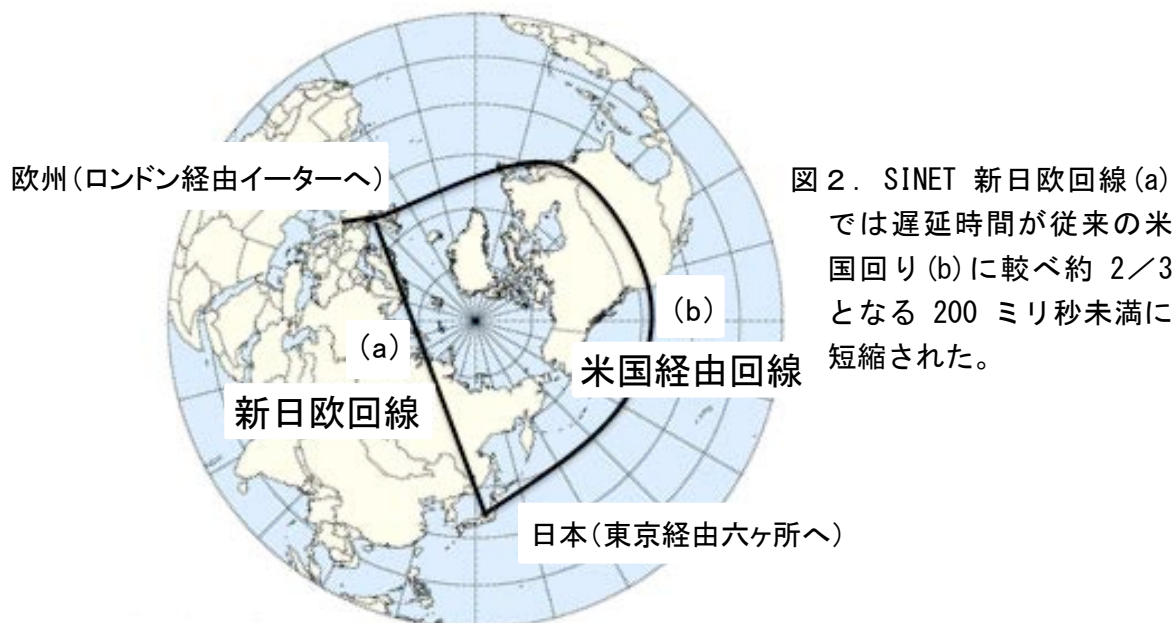 欧州(ロンドン経由イーターへ)
(a)
新日欧回線
(b)
米国経由回線
日本(東京経由六ヶ所へ)
図2. SINET 新日欧回線(a)
では遅延時間が従来の米
国回り(b)に較べ約 2/3
となる 200 ミリ秒未満に
短縮された。